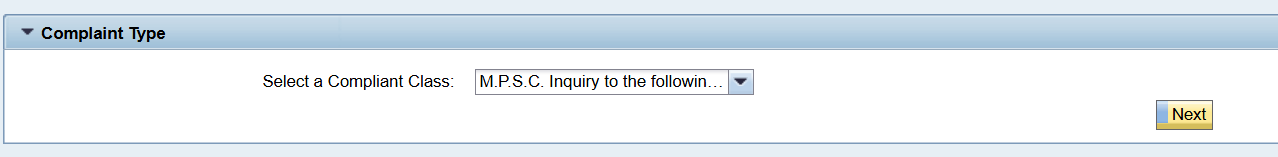 Complaint Type
Select a Compliant Class: M.P.S.C. Inquiry to the followin...
Next